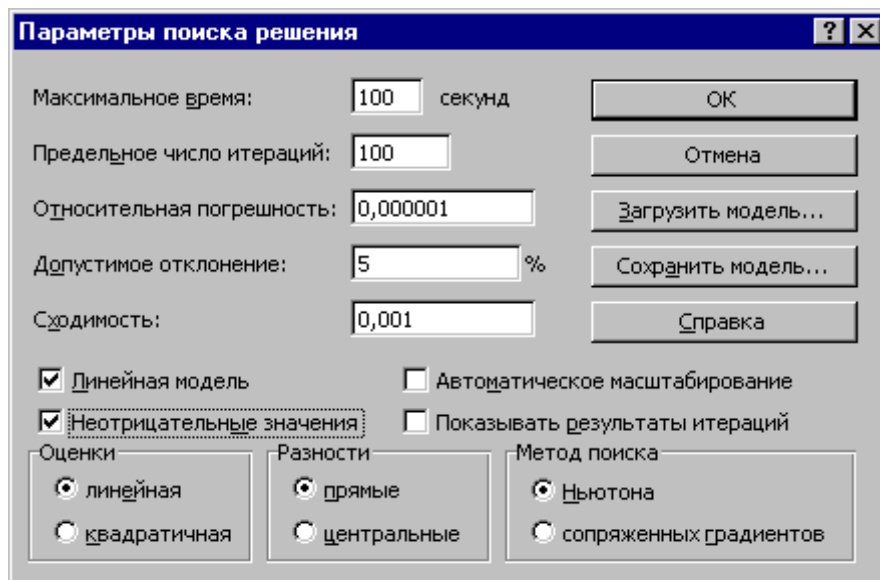 Параметры поиска решения
Максимальное время: 100 секунд OK
Предельное число итераций: 100 Отмена
Относительная погрешность: 0,000001 Загрузить модель...
Допустимое отклонение: 5 % Сохранить модель...
Сходимость: 0,001 Справка
Линейная модель Автоматическое масштабирование
Неотрицательные значения Показывать результаты итераций
Оценки Разности Метод поиска
линейная прямые Ньютона
квадратичная центральные сопряженных градиентов